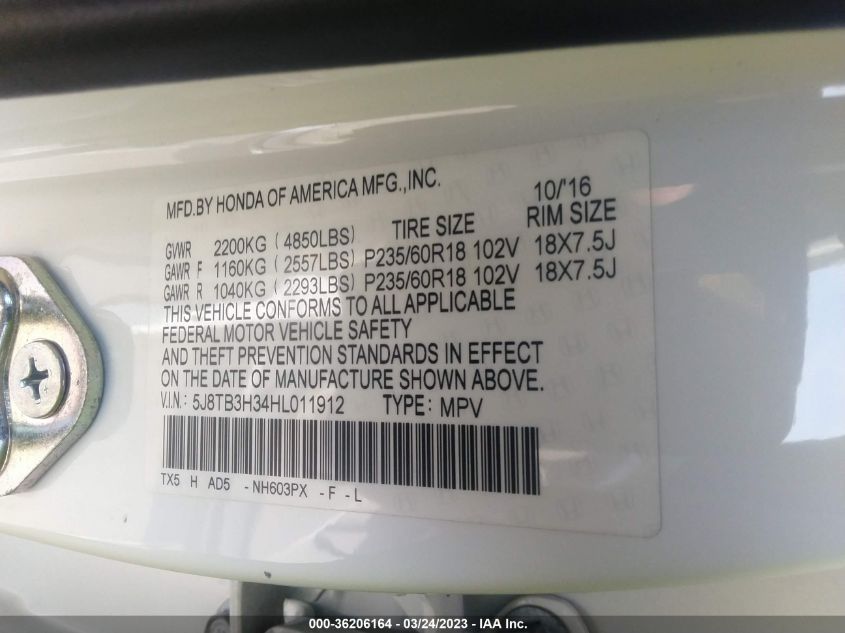 MFD.BY HONDA OF AMERICA MFG.,INC. 10/'16
GVWR 2200KG ( 4850LBS) TIRE SIZE RIM SIZE
GAWR F 1160KG ( 2557LBS) P235/60R18 102V 18X7.5J
GAWR R 1040KG ( 2293LBS) P235/60R18 102V 18X7.5J
THIS VEHICLE CONFORMS TO ALL APPLICABLE
FEDERAL MOTOR VEHICLE SAFETY
AND THEFT PREVENTION STANDARDS IN EFFECT
ON THE DATE OF MANUFACTURE SHOWN ABOVE.
V.I.N.: 5J8TB3H34HL011912 TYPE: MPV
TX5 H AD5 - NH603PX - F - L
000-36206164 - 03/24/2023 - IAA Inc.